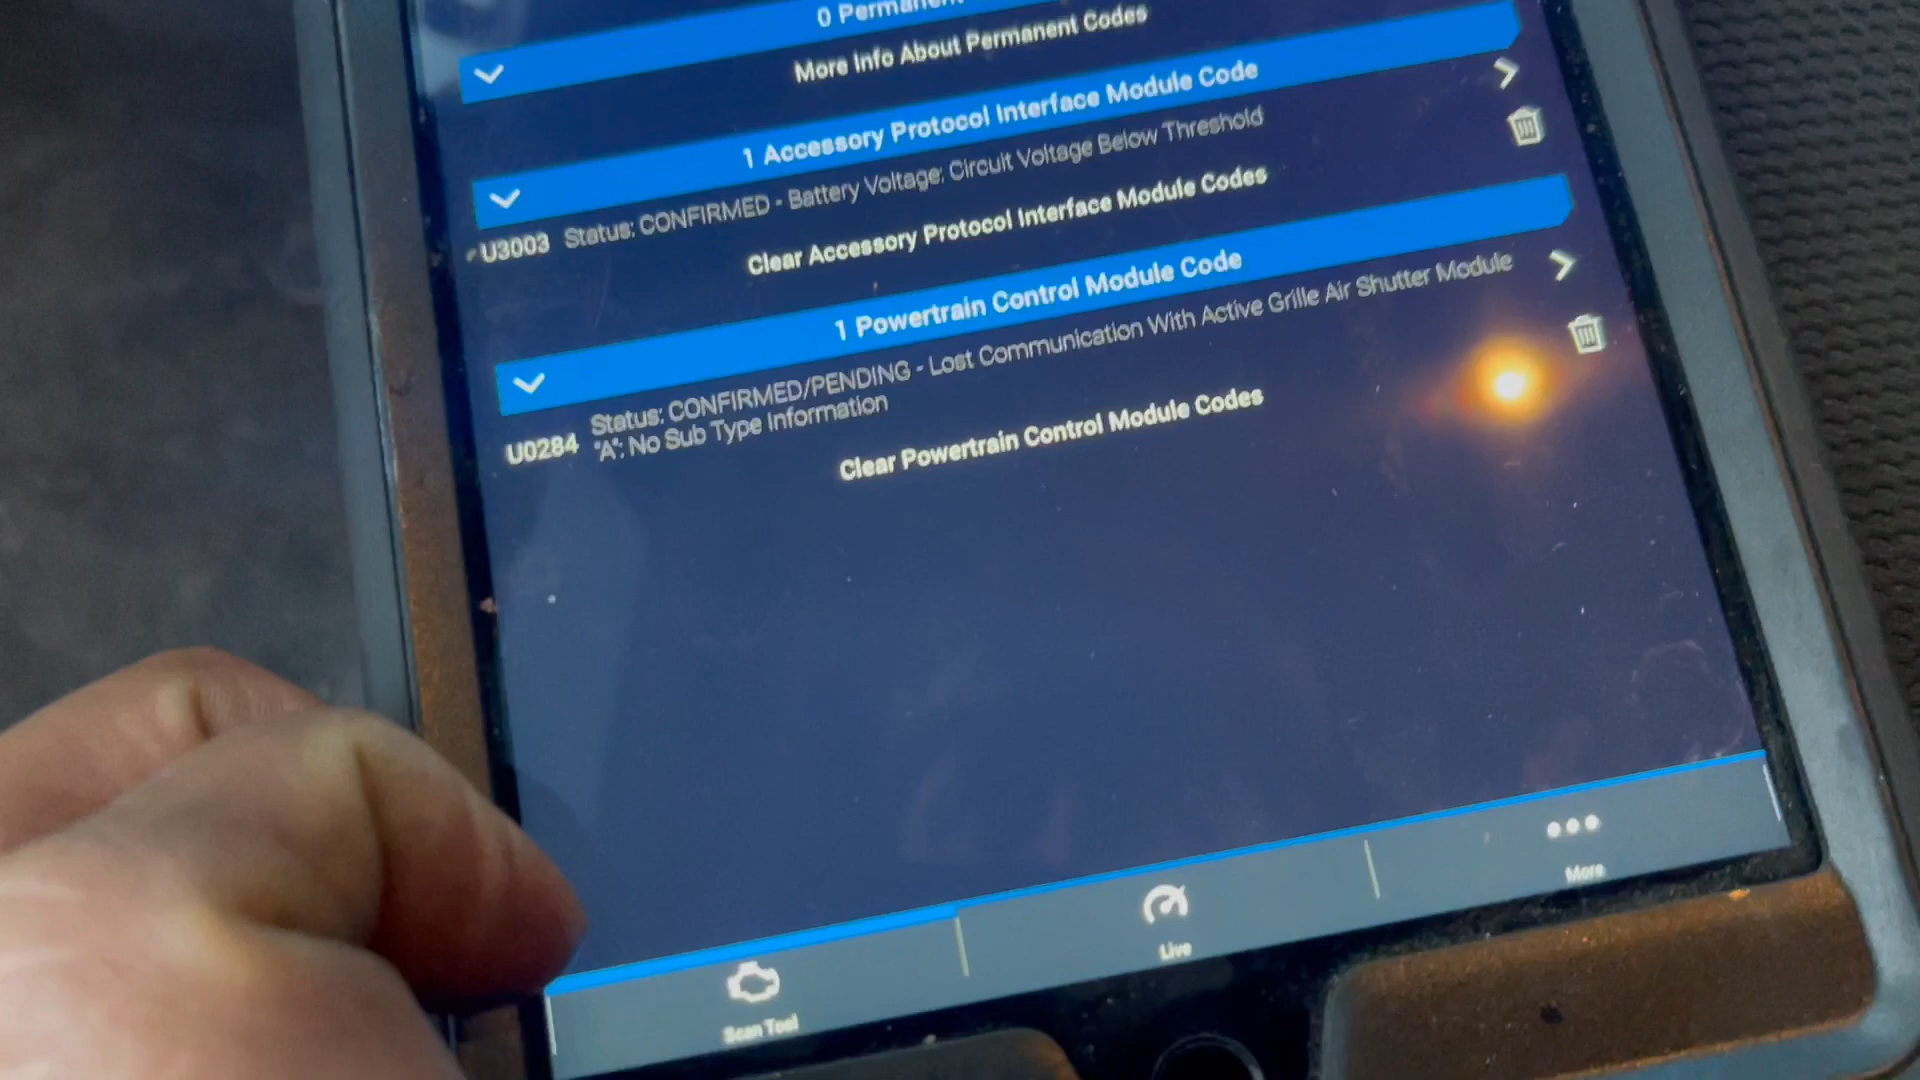 0 Permanent
More Info About Permanent Codes
1 Accessory Protocol Interface Module Code
U3003 Status: CONFIRMED - Battery Voltage: Circuit Voltage Below Threshold
Clear Accessory Protocol Interface Module Codes
1 Powertrain Control Module Code
U0284 Status: CONFIRMED/PENDING - Lost Communication With Active Grille Air Shutter Module
"A": No Sub Type Information
Clear Powertrain Control Module Codes
Scan Tool
Live
More